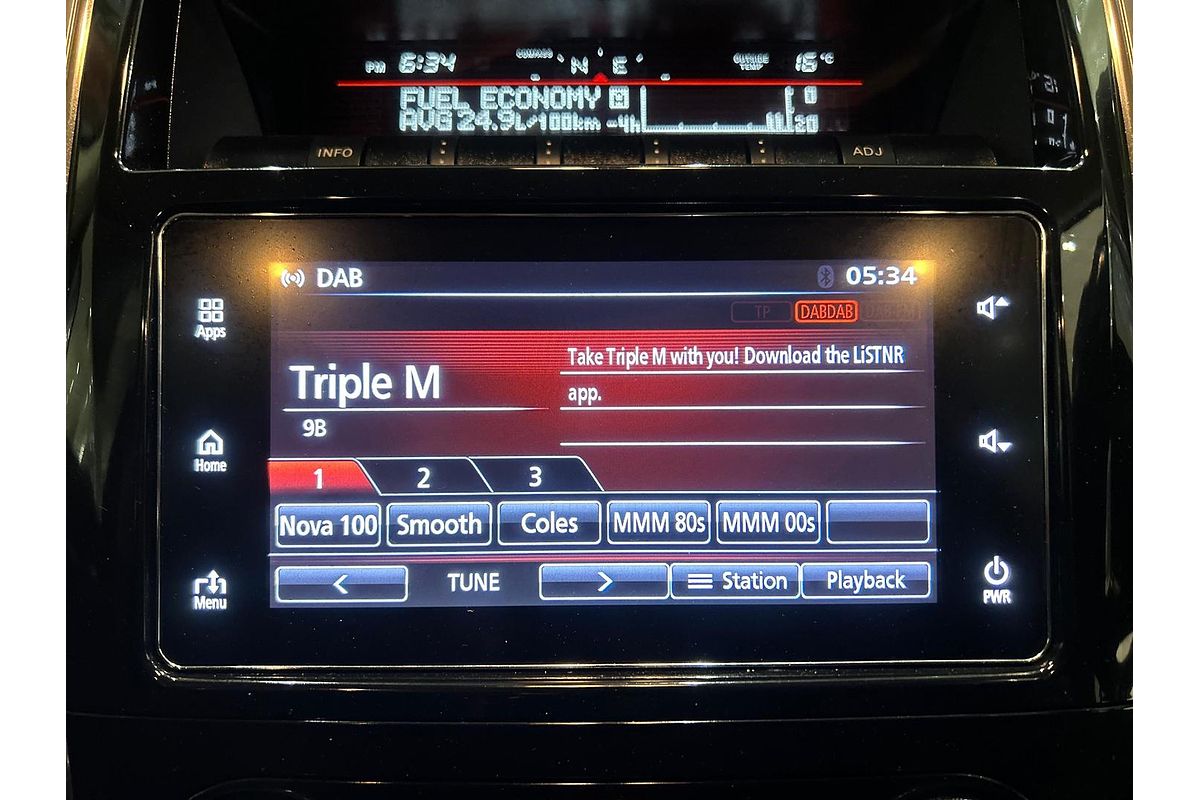 PM 6:34 COMPASS N E OUTSIDE TEMP 16°C
FUEL ECONOMY 0
AVG 24.9L/100km -4h 20
INFO ADJ
DAB 05:34
Apps
TP DABDAB
Take Triple M with you! Download the LiSTNR
app.
Triple M
9B
Home
1 2 3
Nova 100 Smooth Coles MMM 80s MMM 00s
< TUNE > Station Playback
Menu PWR